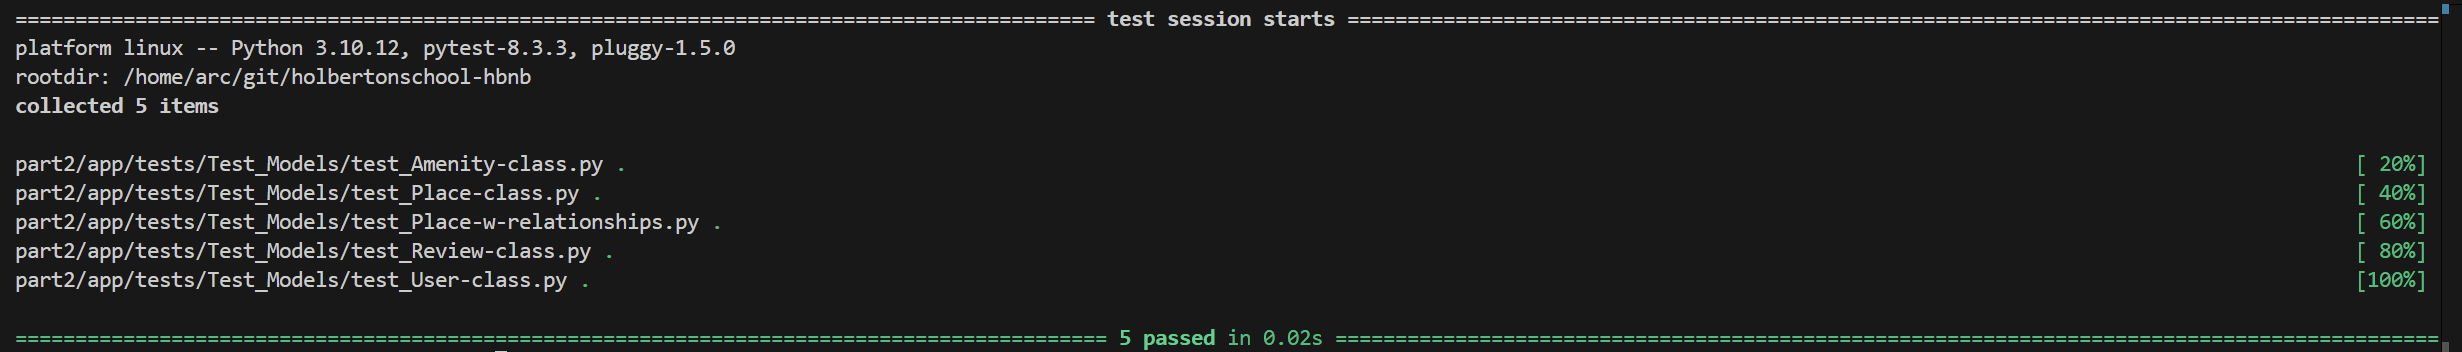 ========================================================================================== test session starts ===========================================================================================
platform linux -- Python 3.10.12, pytest-8.3.3, pluggy-1.5.0
rootdir: /home/arc/git/holbertonschool-hbnb
collected 5 items
part2/app/tests/Test_Models/test_Amenity-class.py . [ 20%]
part2/app/tests/Test_Models/test_Place-class.py . [ 40%]
part2/app/tests/Test_Models/test_Place-w-relationships.py . [ 60%]
part2/app/tests/Test_Models/test_Review-class.py . [ 80%]
part2/app/tests/Test_Models/test_User-class.py . [100%]
=========================================================================================== 5 passed in 0.02s ============================================================================================